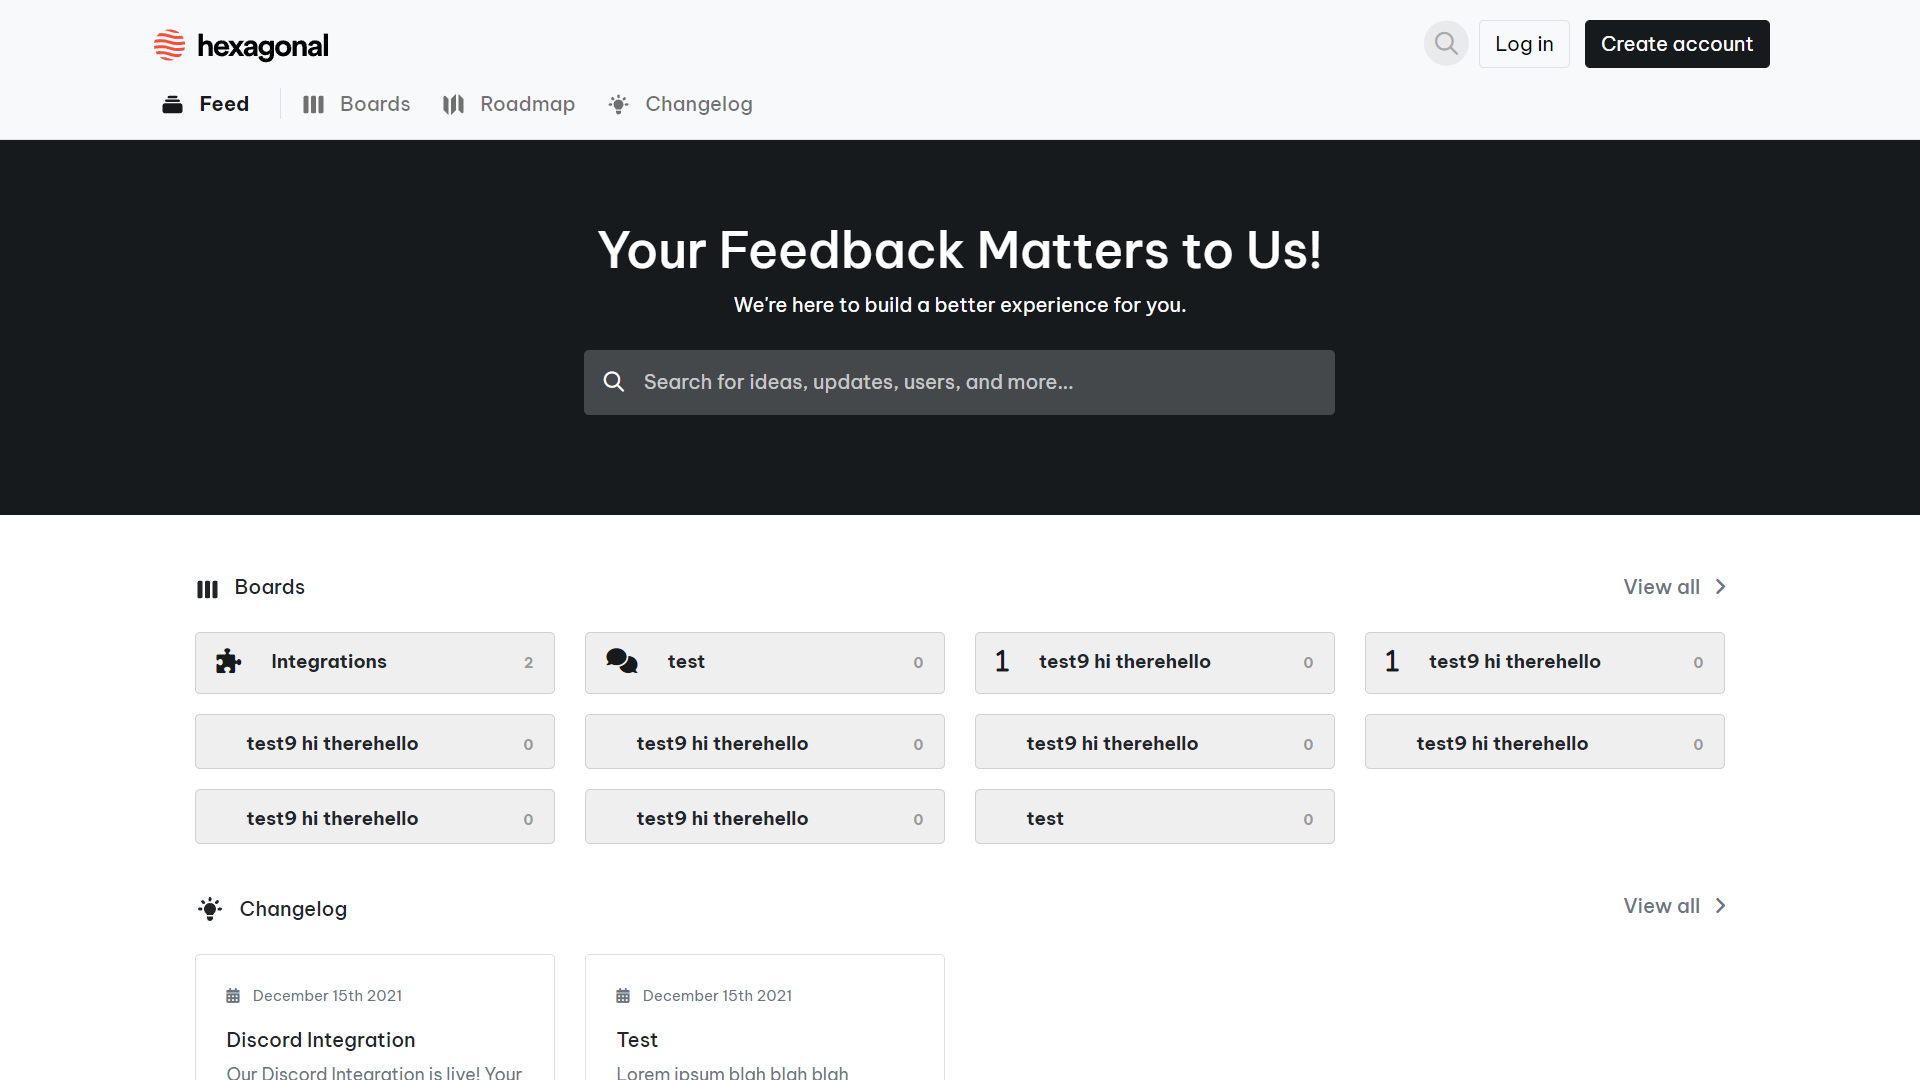 hexagonal
Log in
Create account
Feed
Boards
Roadmap
Changelog
Your Feedback Matters to Us!
We're here to build a better experience for you.
Search for ideas, updates, users, and more...
Boards
View all
Integrations 2
test 0
1 test9 hi therehello 0
1 test9 hi therehello 0
test9 hi therehello 0
test9 hi therehello 0
test9 hi therehello 0
test9 hi therehello 0
test9 hi therehello 0
test9 hi therehello 0
test 0
Changelog
View all
December 15th 2021
Discord Integration
Our Discord Integration is live! Your
December 15th 2021
Test
Lorem ipsum blah blah blah